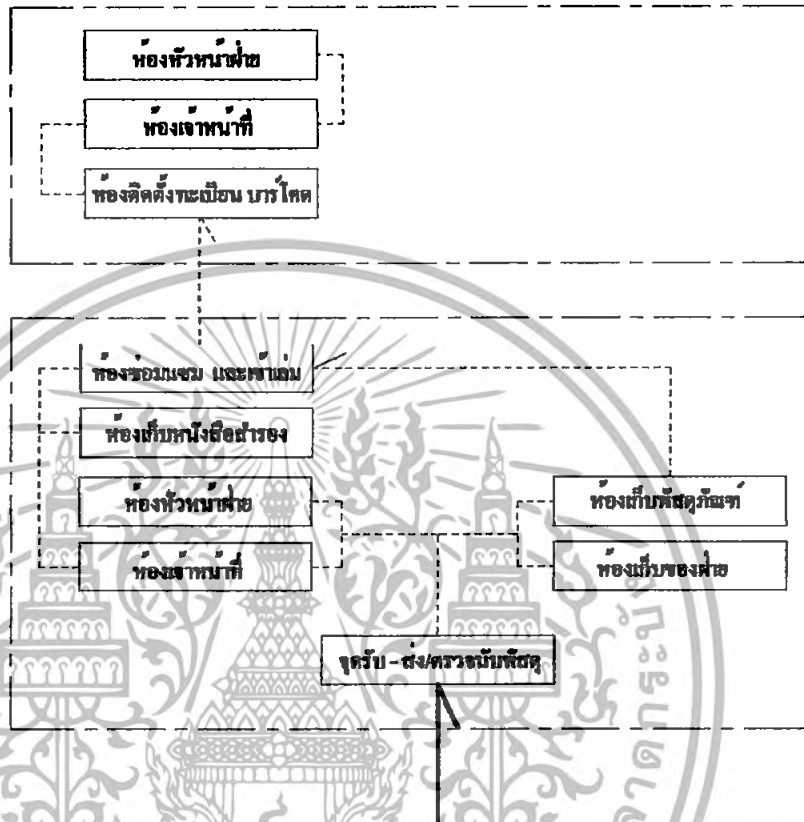 ห้องหัวหน้าฝ่าย
ห้องเจ้าหน้าที่
ห้องติดตั้งทะเบียน บาร์โคด
ห้องซ่อมแซม และเข้าเล่ม
ห้องเก็บหนังสือสำรอง
ห้องหัวหน้าฝ่าย
ห้องเก็บพัสดุภัณฑ์
ห้องเจ้าหน้าที่
ห้องเก็บของฝ่าย
จุดรับ - ส่ง/ตรวจนับพัสดุ